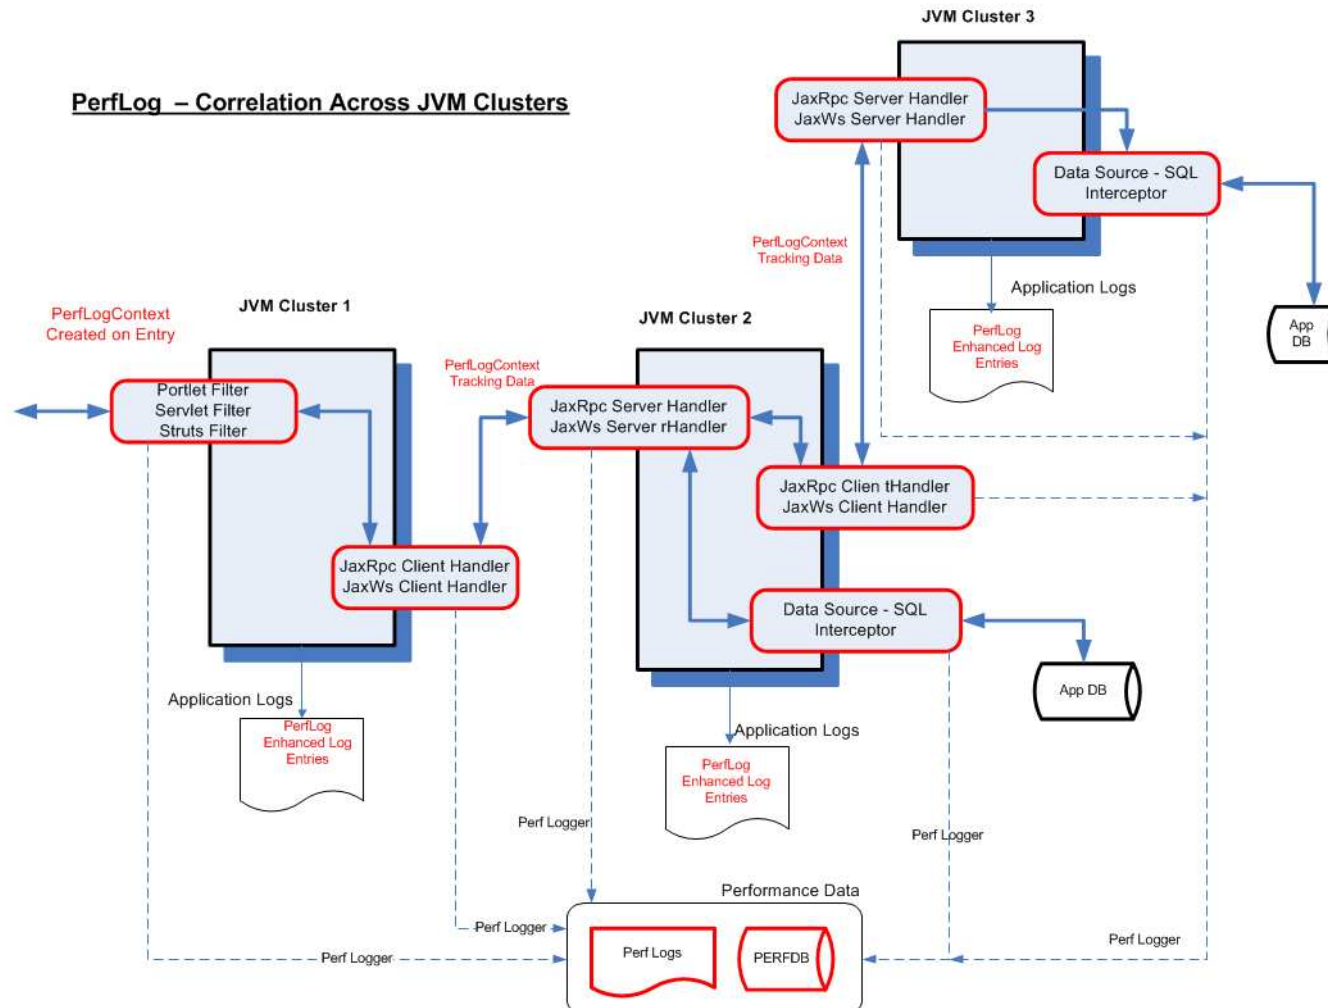 JVM Cluster 3
PerfLog – Correlation Across JVM Clusters
JaxRpc Server Handler
JaxWs Server Handler
Data Source - SQL
Interceptor
PerfLogContext
Tracking Data
Application Logs
PerfLog
Enhanced Log
Entries
App
DB
JVM Cluster 1
PerfLogContext
Created on Entry
JVM Cluster 2
PerfLogContext
Tracking Data
Portlet Filter
Servlet Filter
Struts Filter
JaxRpc Server Handler
JaxWs Server rHandler
JaxRpc Clien tHandler
JaxWs Client Handler
JaxRpc Client Handler
JaxWs Client Handler
Data Source - SQL
Interceptor
App DB
Application Logs
PerfLog
Enhanced Log
Entries
Application Logs
PerfLog
Enhanced Log
Entries
Perf Logger
Perf Logger
Performance Data
Perf Logger
Perf Logger
Perf Logger
Perf Logs
PERFDB